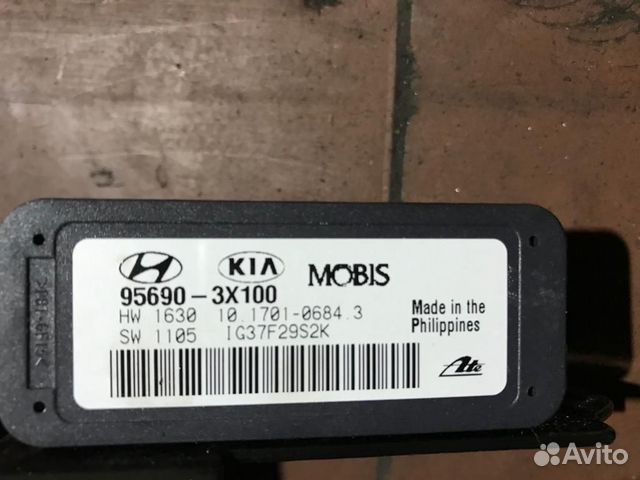 HYUNDAI KIA MOBIS
95690-3X100
HW 1630 10.1701-0684.3
SW 1105 IG37F29S2K
Made in the
Philippines
Ate
Avito